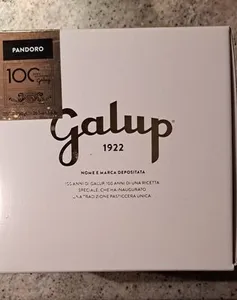 PANDORO
100
Galup
Galup®
1922
NOME E MARCA DEPOSITATA
100 ANNI DI GALUP, 100 ANNI DI UNA RICETTA
SPECIALE, CHE HA INAUGURATO
UNA TRADIZIONE PASTICCERA UNICA.